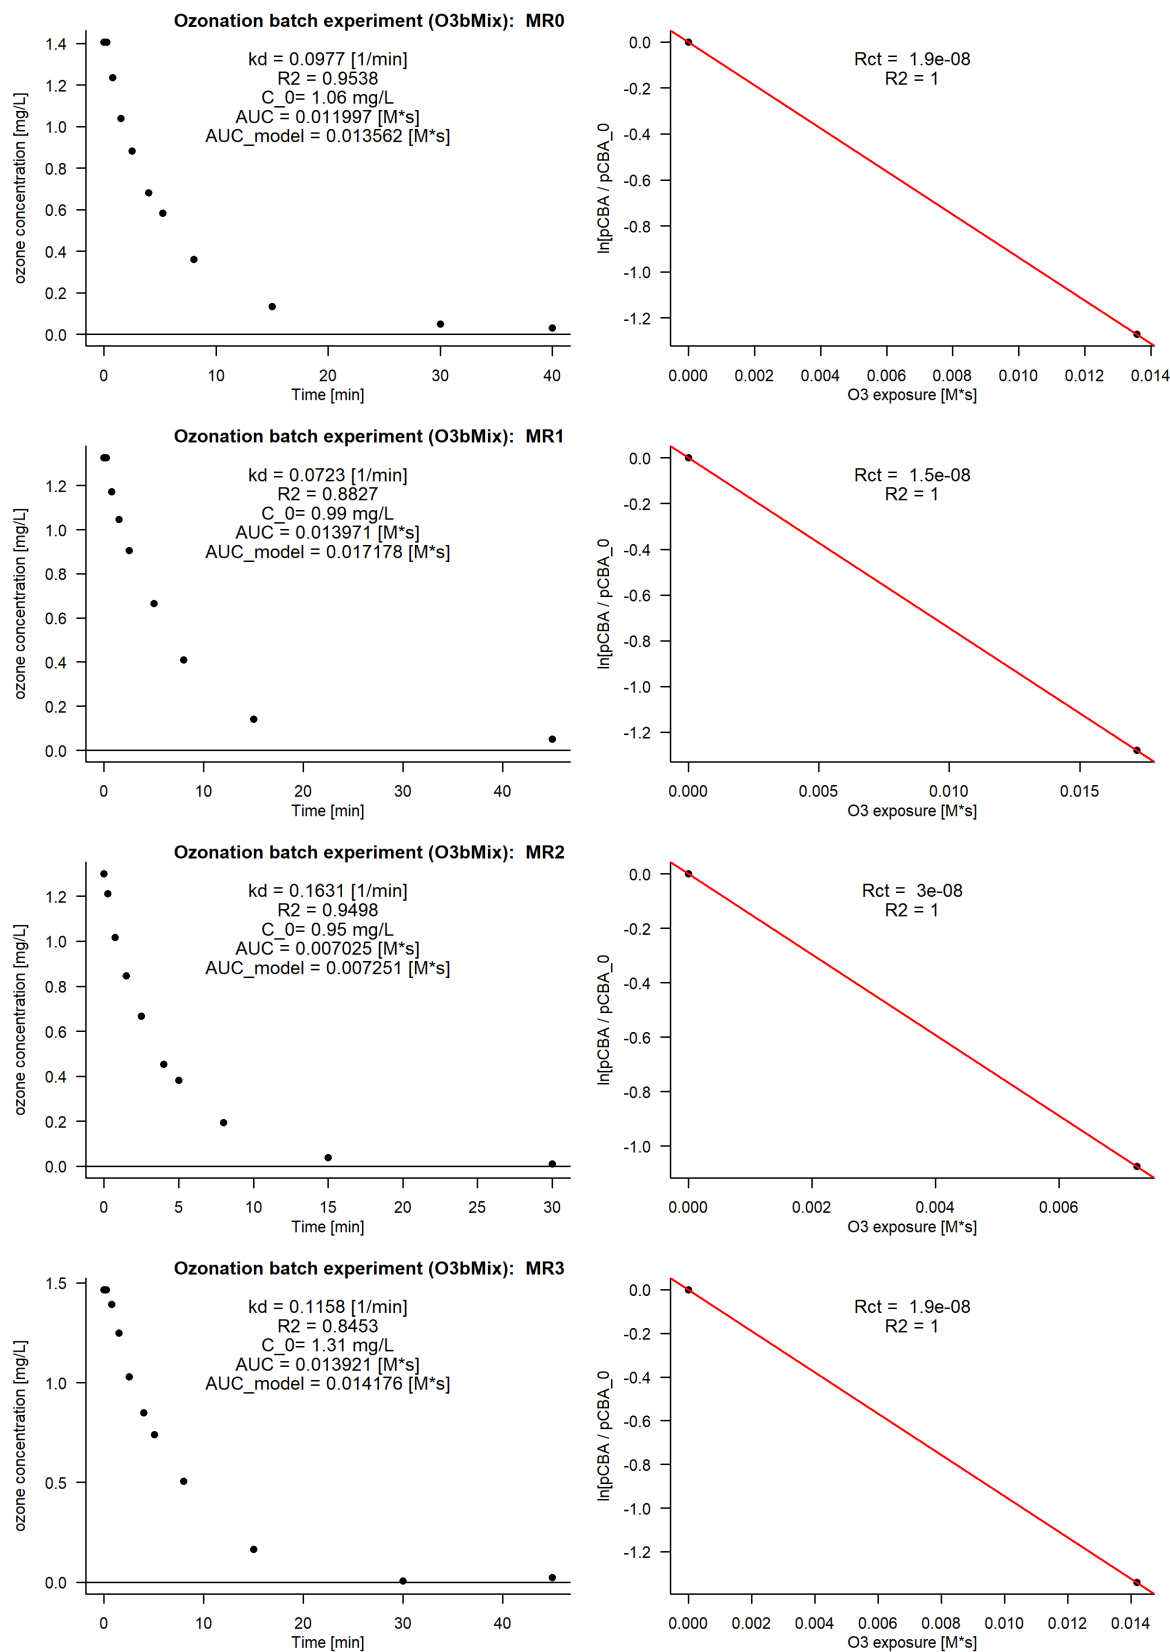 Ozonation batch experiment (O3bMix):  MR0
kd = 0.0977 [1/min]
R2 = 0.9538
C_0= 1.06 mg/L
AUC = 0.011997 [M*s]
AUC_model = 0.013562 [M*s]
ozone concentration [mg/L]
1.4
1.2
1.0
0.8
0.6
0.4
0.2
0.0
0 10 20 30 40
Time [min]
Rct =  1.9e-08
R2 = 1
ln[pCBA / pCBA_0
0.0
-0.2
-0.4
-0.6
-0.8
-1.0
-1.2
0.000 0.002 0.004 0.006 0.008 0.010 0.012 0.014
O3 exposure [M*s]
Ozonation batch experiment (O3bMix):  MR1
kd = 0.0723 [1/min]
R2 = 0.8827
C_0= 0.99 mg/L
AUC = 0.013971 [M*s]
AUC_model = 0.017178 [M*s]
ozone concentration [mg/L]
1.2
1.0
0.8
0.6
0.4
0.2
0.0
0 10 20 30 40
Time [min]
Rct =  1.5e-08
R2 = 1
ln[pCBA / pCBA_0
0.0
-0.2
-0.4
-0.6
-0.8
-1.0
-1.2
0.000 0.005 0.010 0.015
O3 exposure [M*s]
Ozonation batch experiment (O3bMix):  MR2
kd = 0.1631 [1/min]
R2 = 0.9498
C_0= 0.95 mg/L
AUC = 0.007025 [M*s]
AUC_model = 0.007251 [M*s]
ozone concentration [mg/L]
1.2
1.0
0.8
0.6
0.4
0.2
0.0
0 5 10 15 20 25 30
Time [min]
Rct =  3e-08
R2 = 1
ln[pCBA / pCBA_0
0.0
-0.2
-0.4
-0.6
-0.8
-1.0
0.000 0.002 0.004 0.006
O3 exposure [M*s]
Ozonation batch experiment (O3bMix):  MR3
kd = 0.1158 [1/min]
R2 = 0.8453
C_0= 1.31 mg/L
AUC = 0.013921 [M*s]
AUC_model = 0.014176 [M*s]
ozone concentration [mg/L]
1.5
1.0
0.5
0.0
0 10 20 30 40
Time [min]
Rct =  1.9e-08
R2 = 1
ln[pCBA / pCBA_0
0.0
-0.2
-0.4
-0.6
-0.8
-1.0
-1.2
0.000 0.002 0.004 0.006 0.008 0.010 0.012 0.014
O3 exposure [M*s]